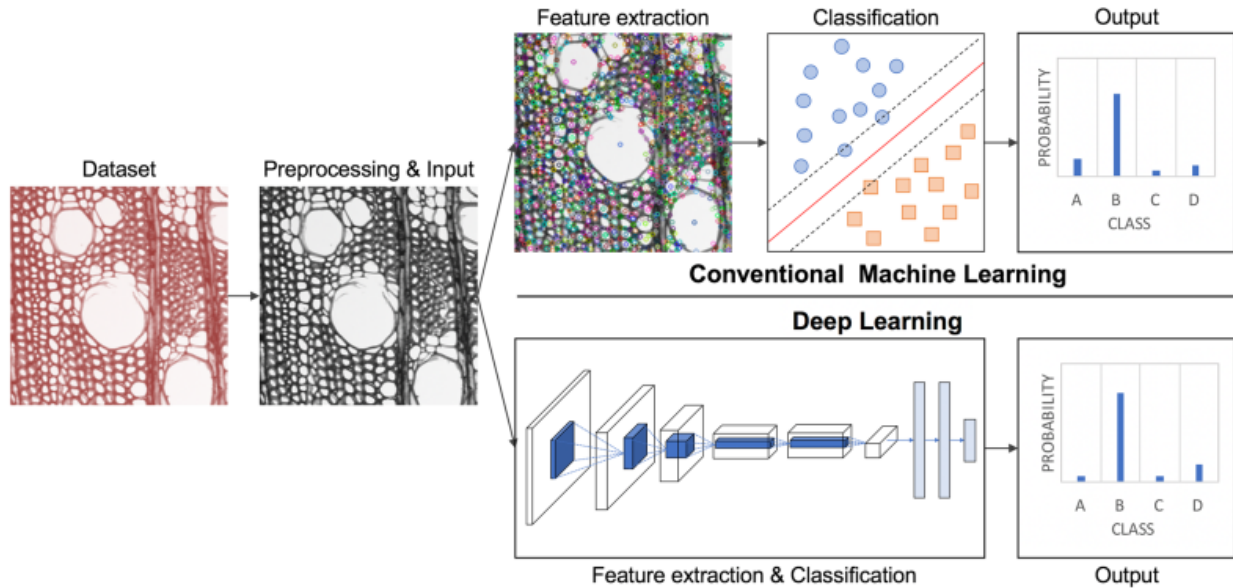 Feature extraction
Classification
Output
Dataset
Preprocessing & Input
PROBABILITY
A B C D
CLASS
Conventional Machine Learning
Deep Learning
PROBABILITY
A B C D
CLASS
Feature extraction & Classification
Output